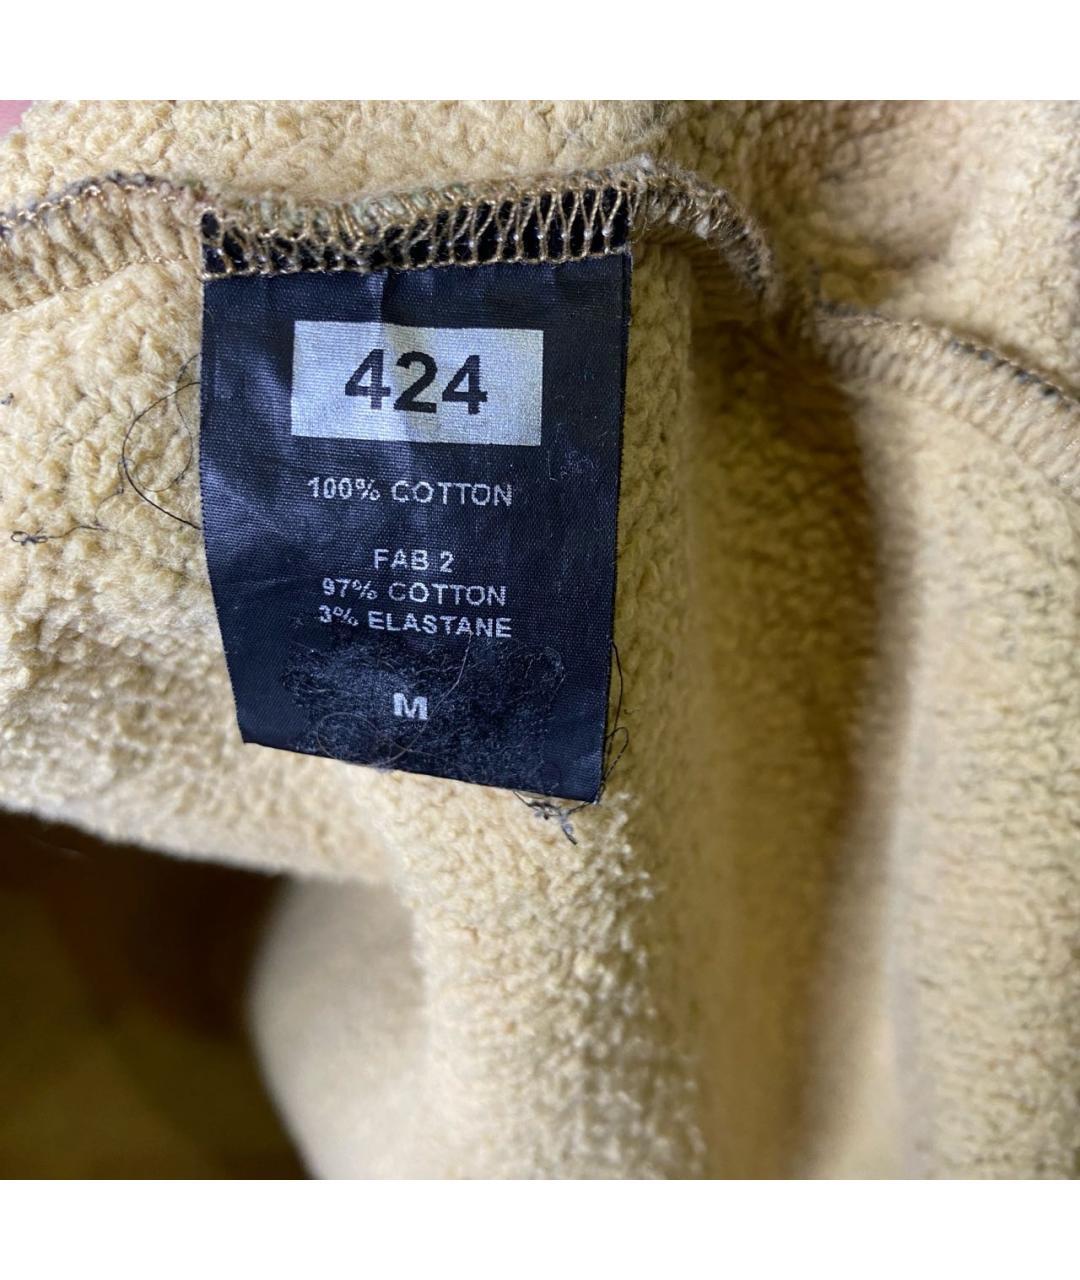 424
100% COTTON
FAB 2
97% COTTON
3% ELASTANE
M